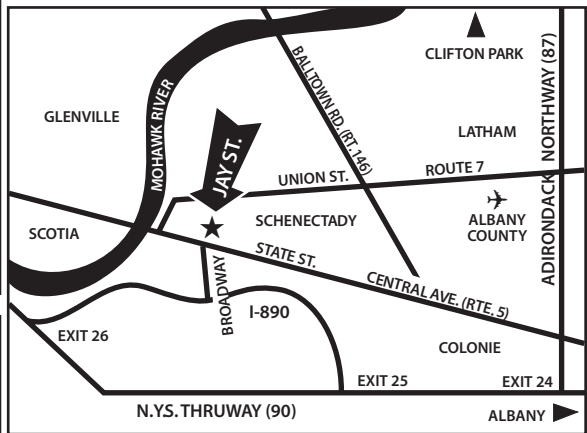 CLIFTON PARK
GLENVILLE
MOHAWK RIVER
BALLTOWN RD. (RT.146)
ADIRONDACK NORTHWAY (87)
LATHAM
JAY ST.
UNION ST.
ROUTE 7
SCOTIA
SCHENECTADY
ALBANY
COUNTY
STATE ST.
CENTRAL AVE. (RTE. 5)
BROADWAY
I-890
EXIT 26
COLONIE
EXIT 25
EXIT 24
N.Y.S. THRUWAY (90)
ALBANY